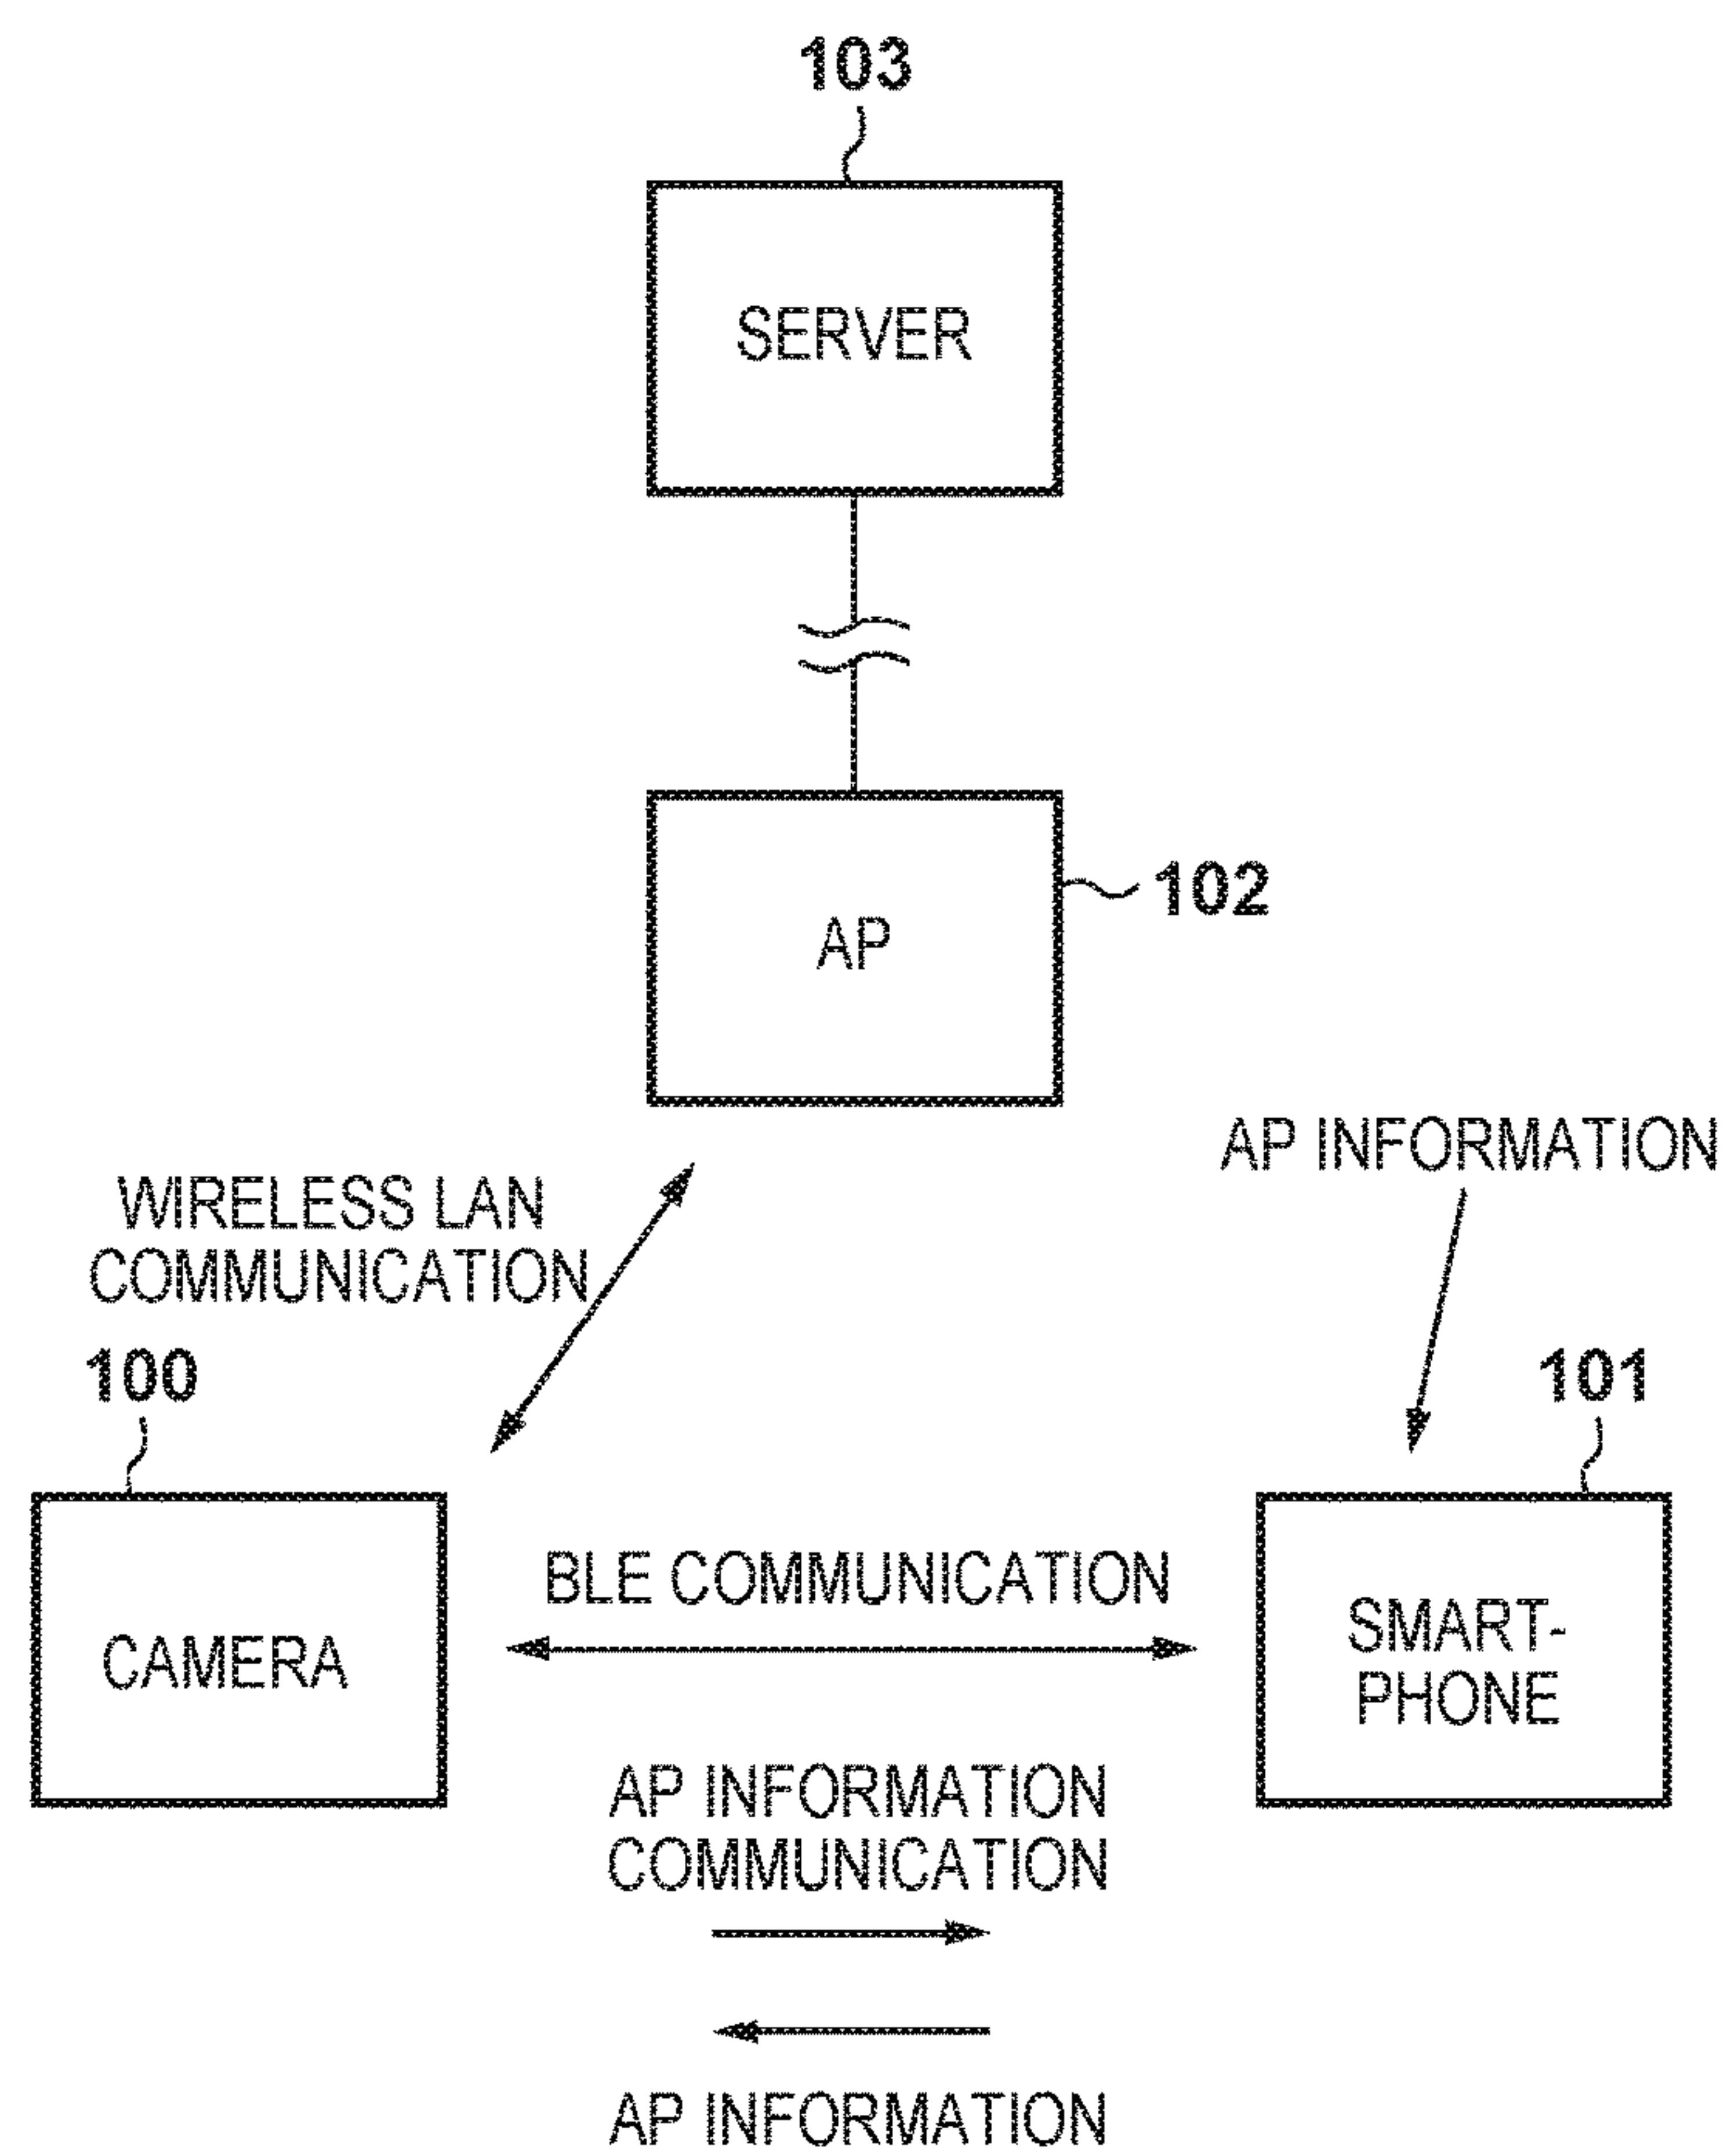 103
SERVER
AP
102
AP INFORMATION
WIRELESS LAN
COMMUNICATION
100
101
CAMERA
BLE COMMUNICATION
SMART-
PHONE
AP INFORMATION
COMMUNICATION
AP INFORMATION